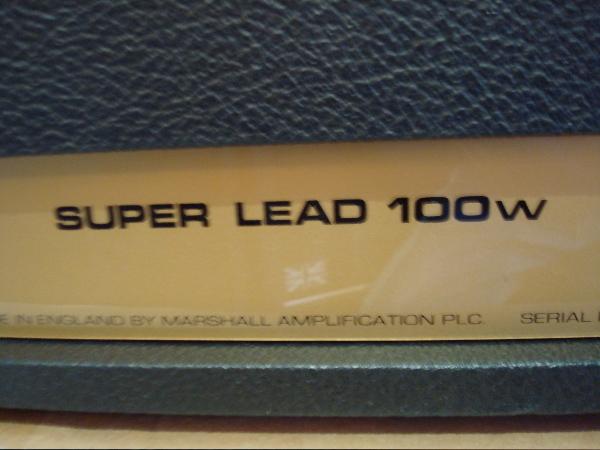 SUPER LEAD 100W
IN ENGLAND BY MARSHALL AMPLIFICATION PLC. SERIAL